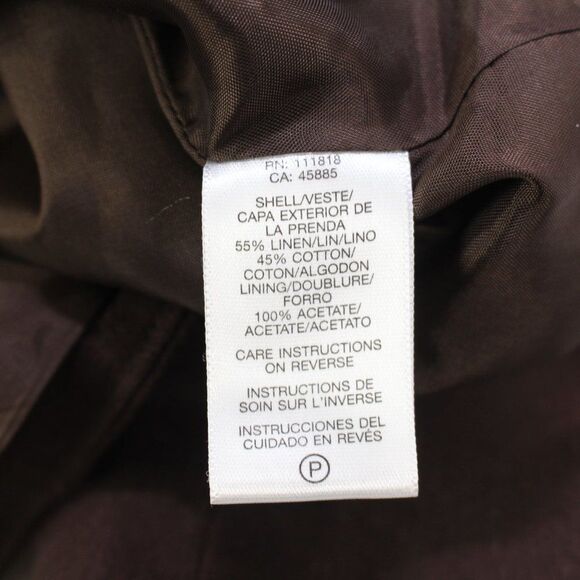 RN: 111818
CA: 45885
SHELL/VESTE/
CAPA EXTERIOR DE
LA PRENDA
55% LINEN/LIN/LINO
45% COTTON/
COTON/ALGODON
LINING/DOUBLURE/
FORRO
100% ACETATE/
ACETATE/ACETATO
CARE INSTRUCTIONS
ON REVERSE
INSTRUCTIONS DE
SOIN SUR L'INVERSE
INSTRUCCIONES DEL
CUIDADO EN REVÉS
P